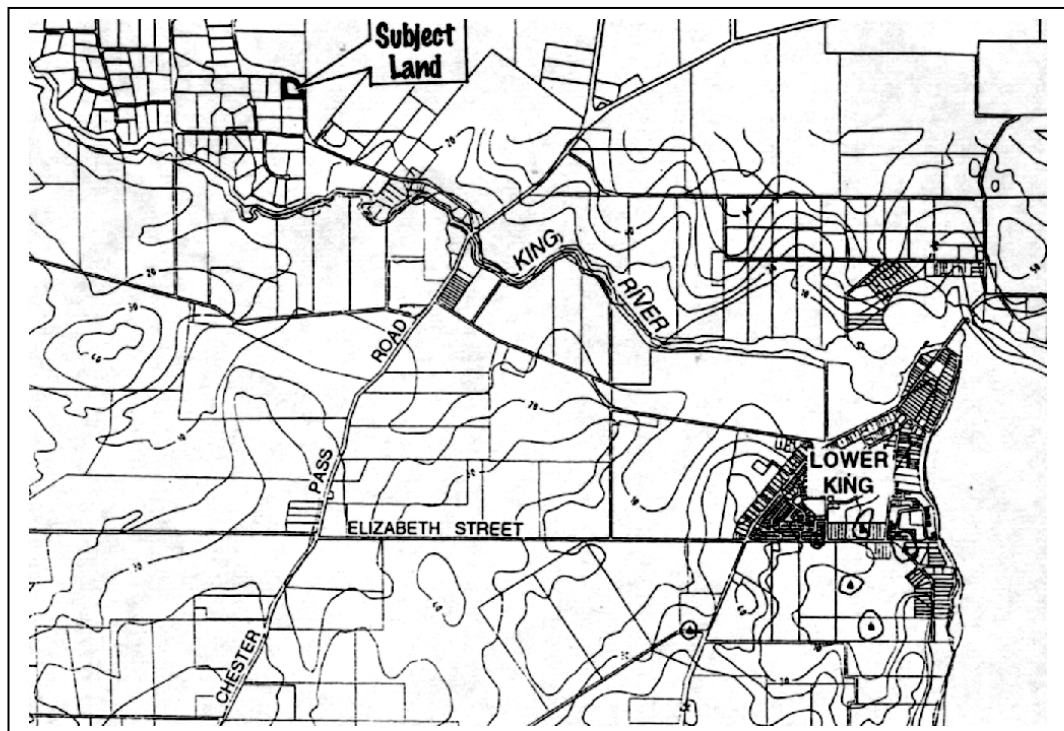 Subject
Land
KING
RIVER
CHESTER
PASS
ROAD
LOWER
KING
ELIZABETH STREET